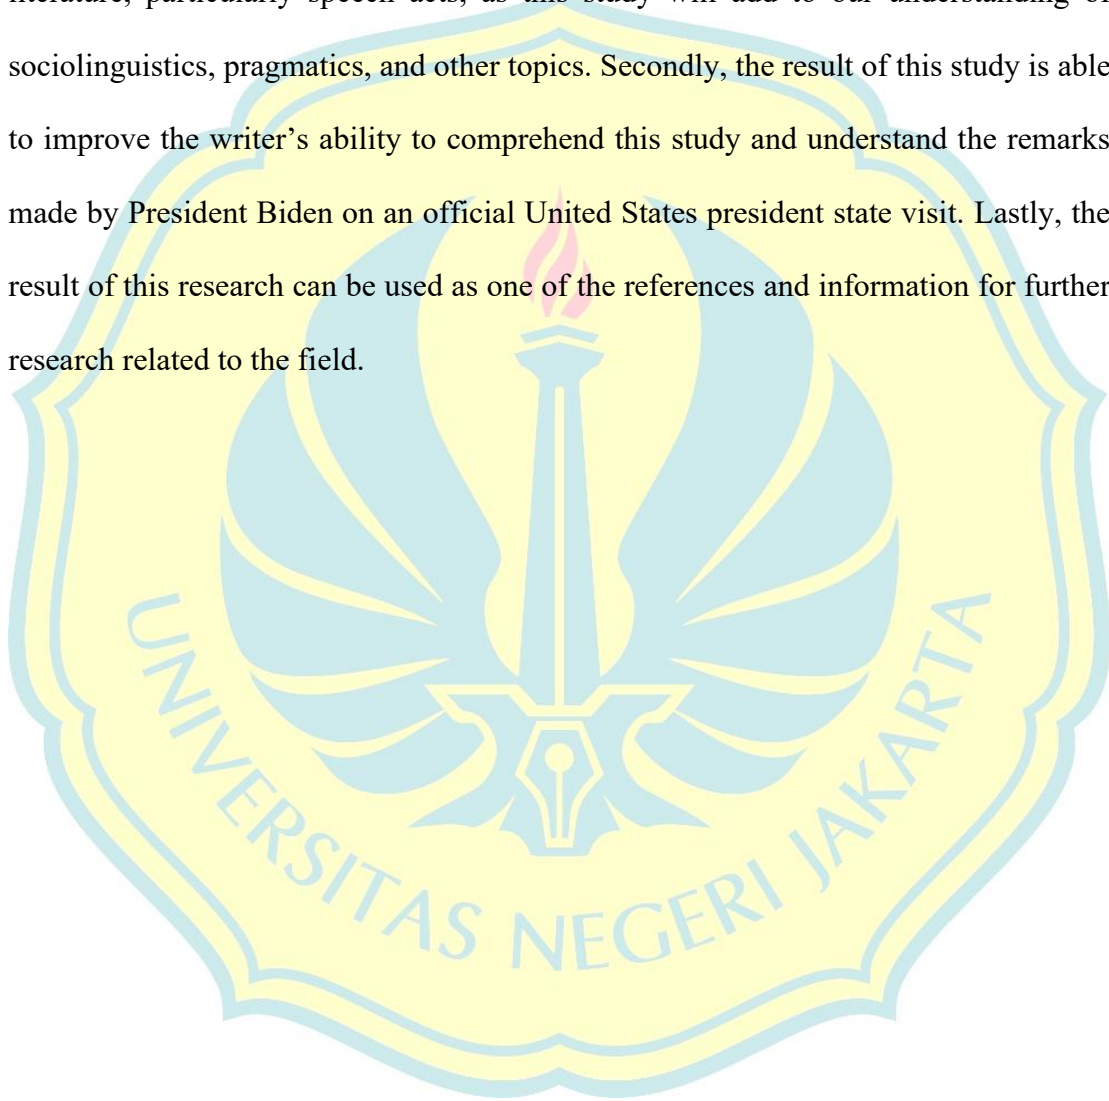 literature, particularly speech acts, as this study will add to our understanding of
sociolinguistics, pragmatics, and other topics. Secondly, the result of this study is able
to improve the writer’s ability to comprehend this study and understand the remarks
made by President Biden on an official United States president state visit. Lastly, the
result of this research can be used as one of the references and information for further
research related to the field.
UNIVERSITAS NEGERI JAKARTA